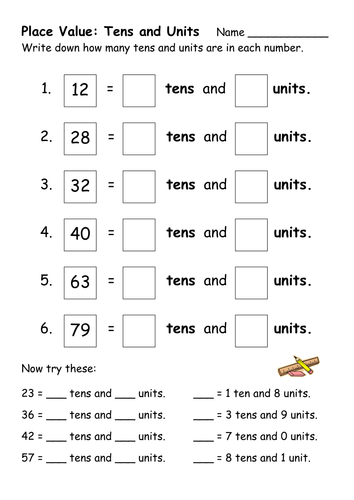 Place Value: Tens and Units Name ____________
Write down how many tens and units are in each number.
1. 12 = tens and units.
2. 28 = tens and units.
3. 32 = tens and units.
4. 40 = tens and units.
5. 63 = tens and units.
6. 79 = tens and units.
Now try these:
23 = ___ tens and ___ units. ___ = 1 ten and 8 units.
36 = ___ tens and ___ units. ___ = 3 tens and 9 units.
42 = ___ tens and ___ units. ___ = 7 tens and 0 units.
57 = ___ tens and ___ units. ___ = 8 tens and 1 unit.